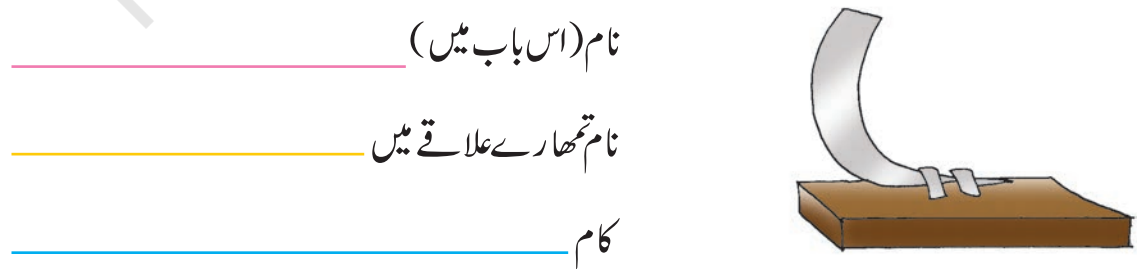 نام (اس باب میں)
نام تمھارے علاقے میں
کام